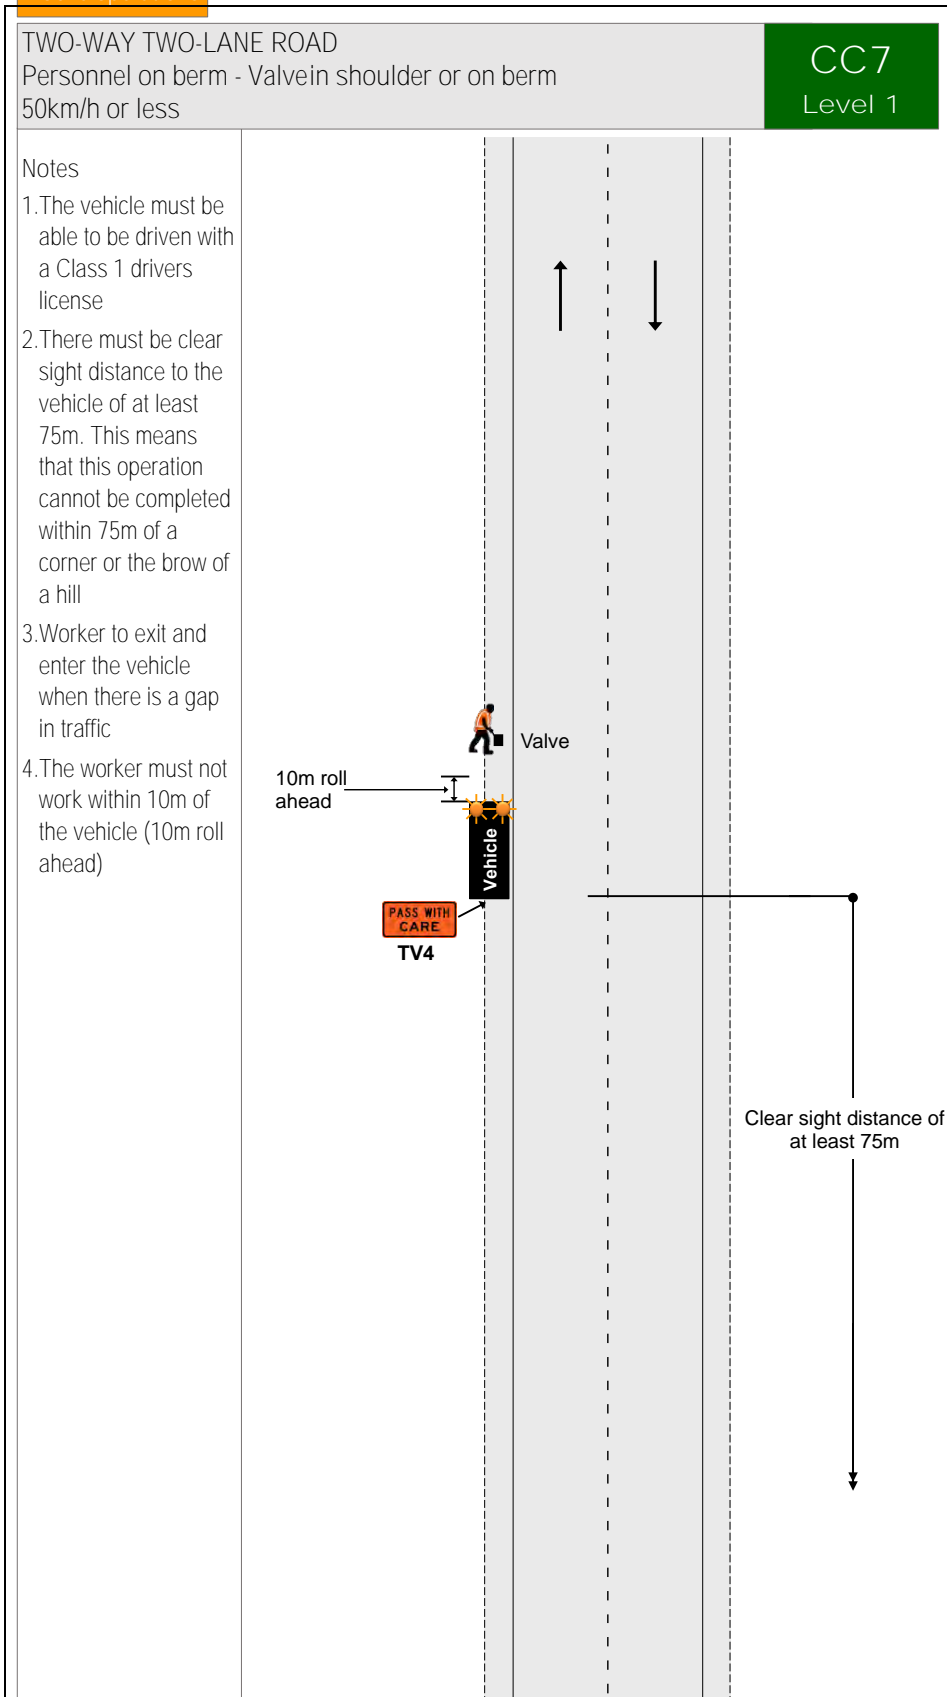 TWO-WAY TWO-LANE ROAD
Personnel on berm - Valvein shoulder or on berm
50km/h or less
CC7
Level 1
Notes
1.The vehicle must be
able to be driven with
a Class 1 drivers
license
2.There must be clear
sight distance to the
vehicle of at least
75m. This means
that this operation
cannot be completed
within 75m of a
corner or the brow of
a hill
3.Worker to exit and
enter the vehicle
when there is a gap
in traffic
4.The worker must not
work within 10m of
the vehicle (10m roll
ahead)
Valve
10m roll
ahead
Vehicle
PASS WITH
CARE
TV4
Clear sight distance of
at least 75m